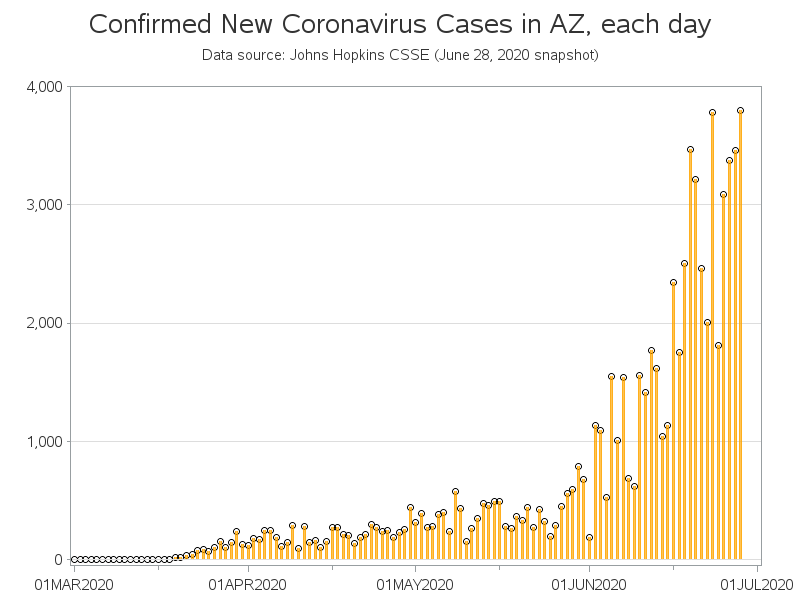 Confirmed New Coronavirus Cases in AZ, each day
Data source: Johns Hopkins CSSE (June 28, 2020 snapshot)
4,000
3,000
2,000
1,000
0
01MAR2020 01APR2020 01MAY2020 01JUN2020 01JUL2020